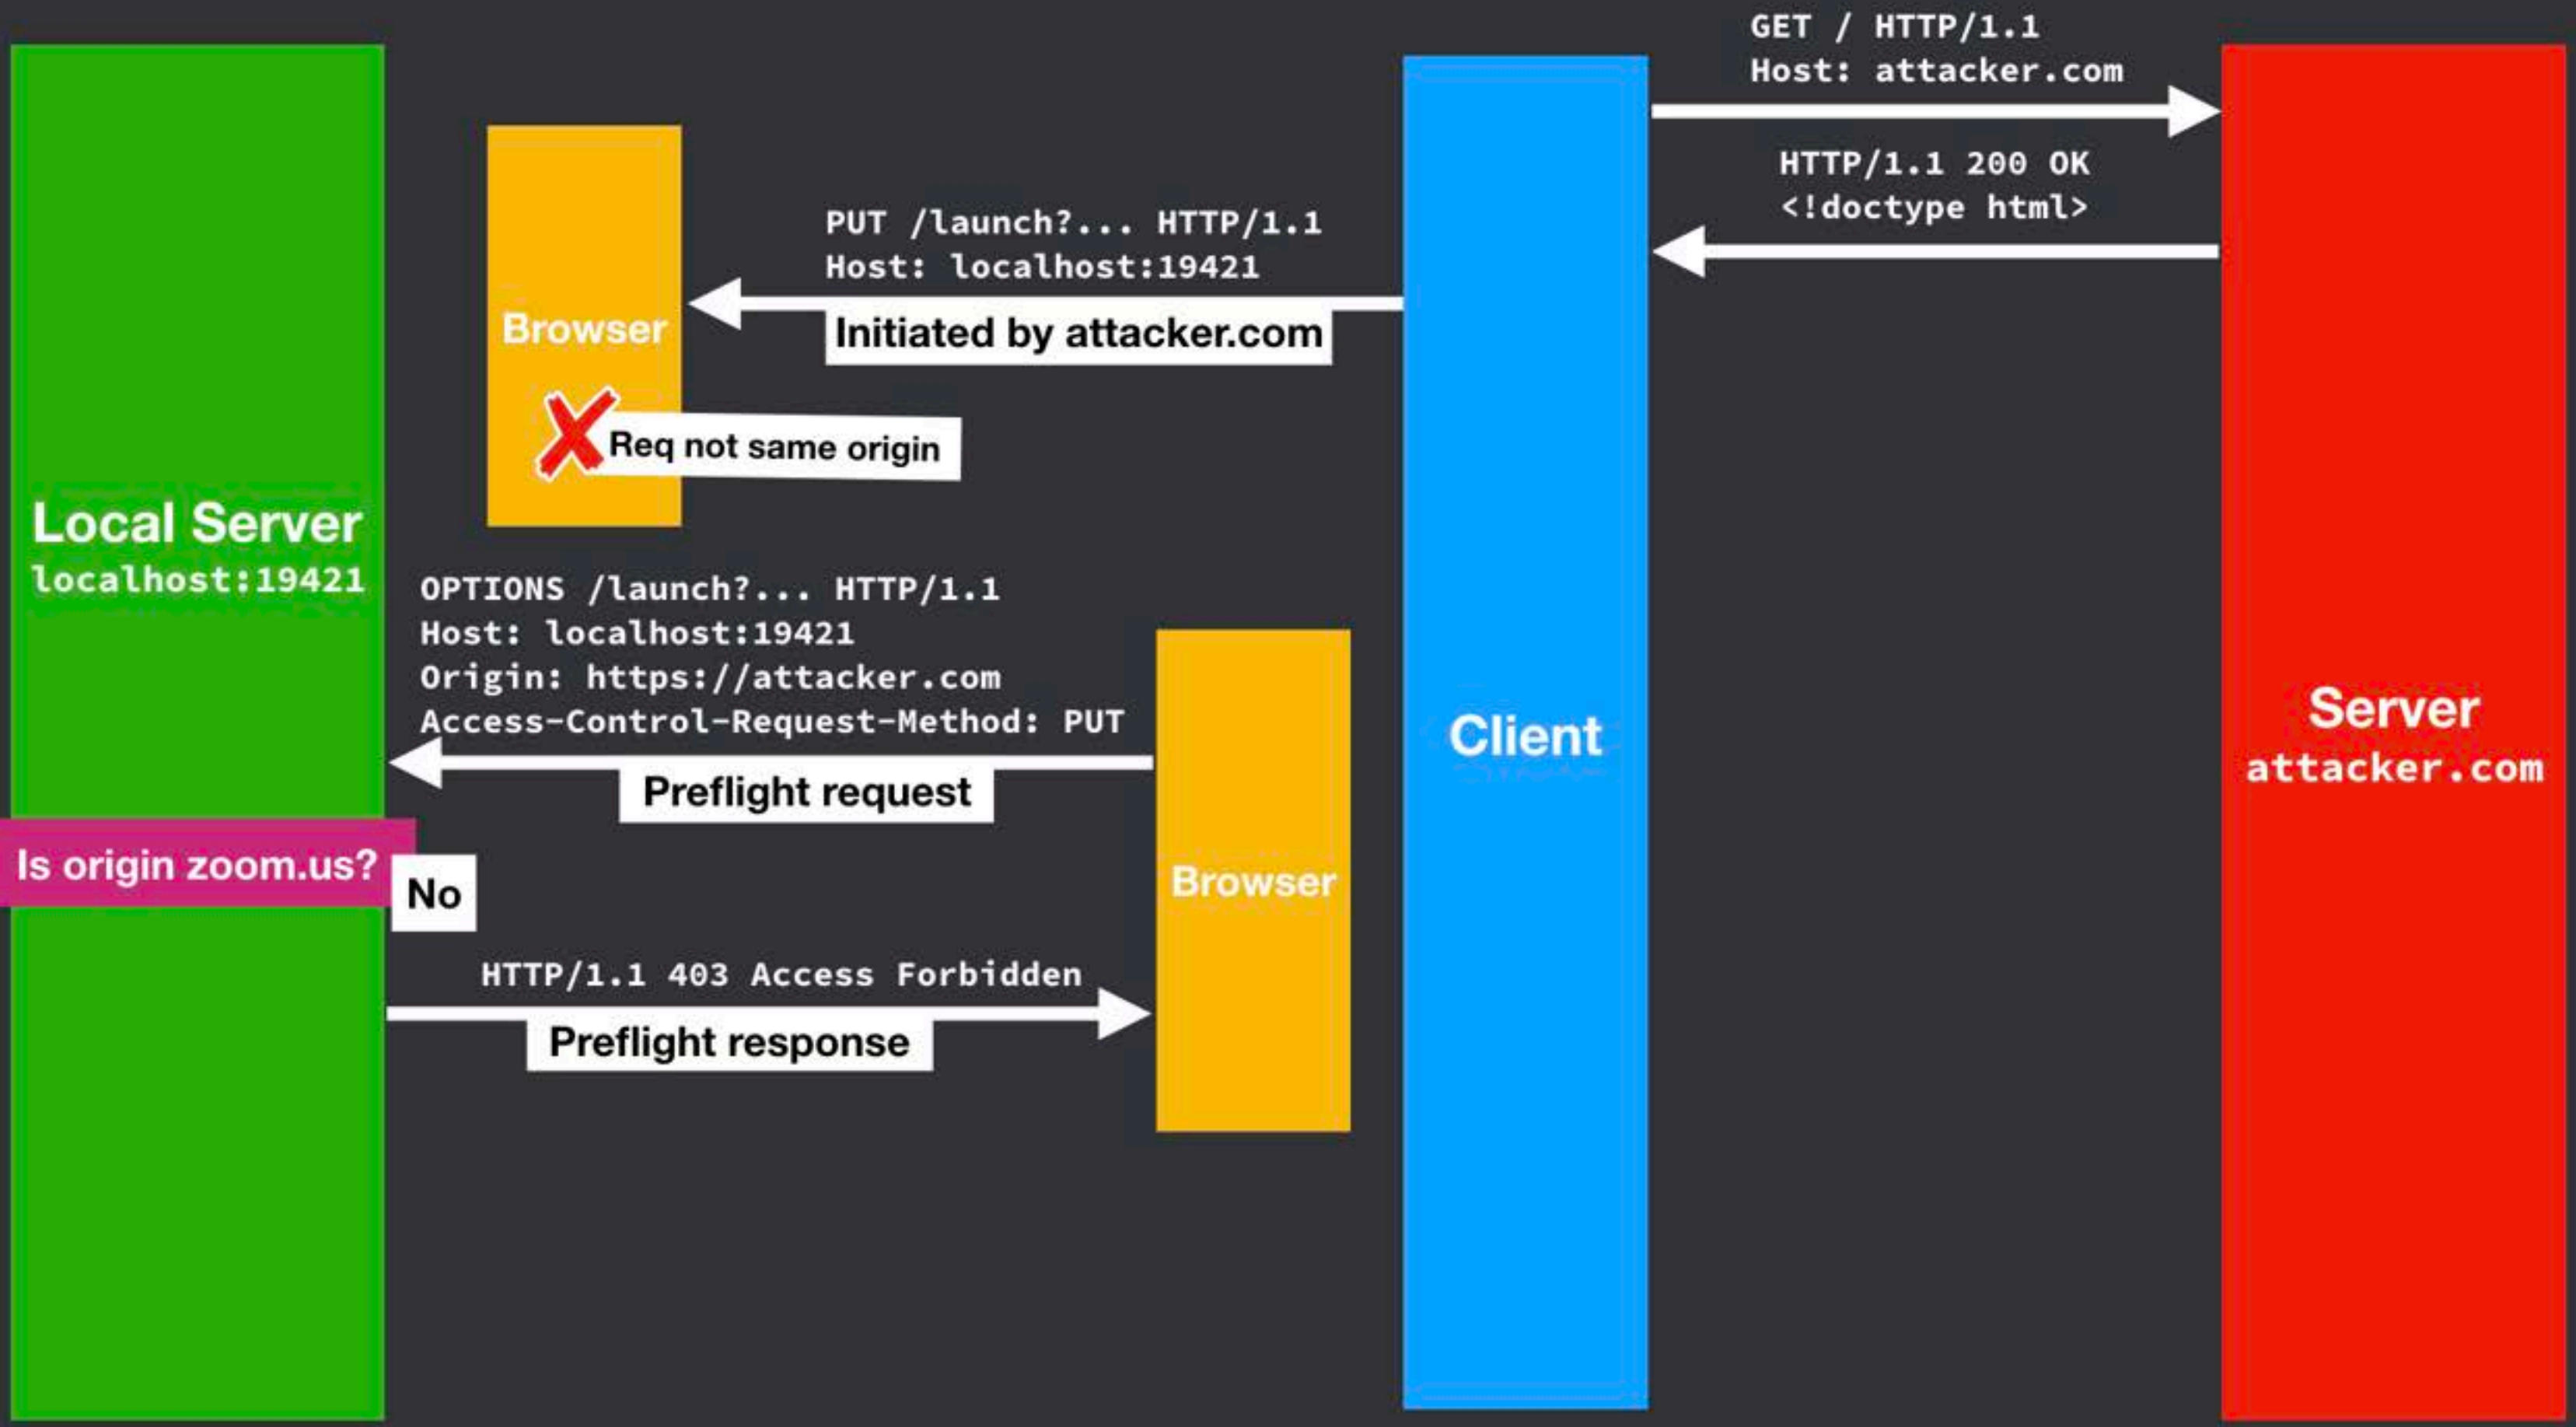 GET / HTTP/1.1
Host: attacker.com
HTTP/1.1 200 OK
<!doctype html>
PUT /launch?... HTTP/1.1
Host: localhost:19421
Initiated by attacker.com
Browser
Req not same origin
Local Server
localhost:19421
OPTIONS /launch?... HTTP/1.1
Host: localhost:19421
Origin: https://attacker.com
Access-Control-Request-Method: PUT
Preflight request
Client
Server
attacker.com
Is origin zoom.us?
No
Browser
HTTP/1.1 403 Access Forbidden
Preflight response